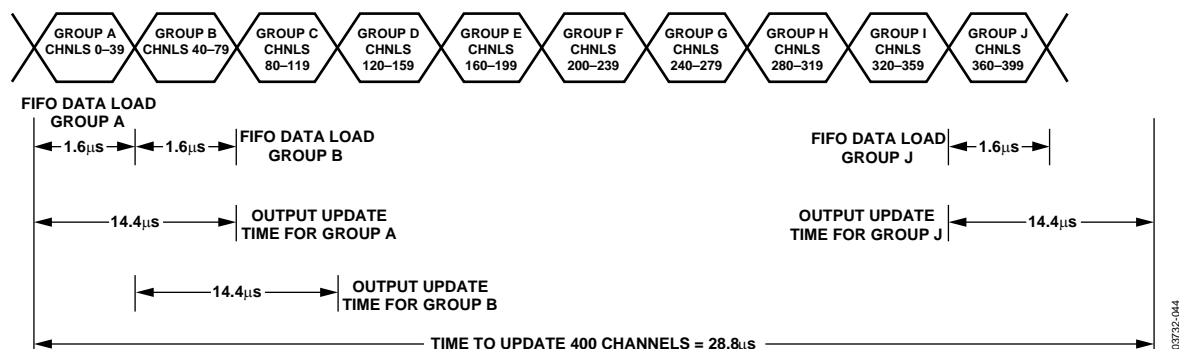 GROUP A
CHNLS 0–39
GROUP B
CHNLS 40–79
GROUP C
CHNLS
80–119
GROUP D
CHNLS
120–159
GROUP E
CHNLS
160–199
GROUP F
CHNLS
200–239
GROUP G
CHNLS
240–279
GROUP H
CHNLS
280–319
GROUP I
CHNLS
320–359
GROUP J
CHNLS
360–399
FIFO DATA LOAD
GROUP A
1.6μs
1.6μs
FIFO DATA LOAD
GROUP B
FIFO DATA LOAD
GROUP J
1.6μs
14.4μs
OUTPUT UPDATE
TIME FOR GROUP A
OUTPUT UPDATE
TIME FOR GROUP J
14.4μs
14.4μs
OUTPUT UPDATE
TIME FOR GROUP B
TIME TO UPDATE 400 CHANNELS = 28.8μs
03732-044